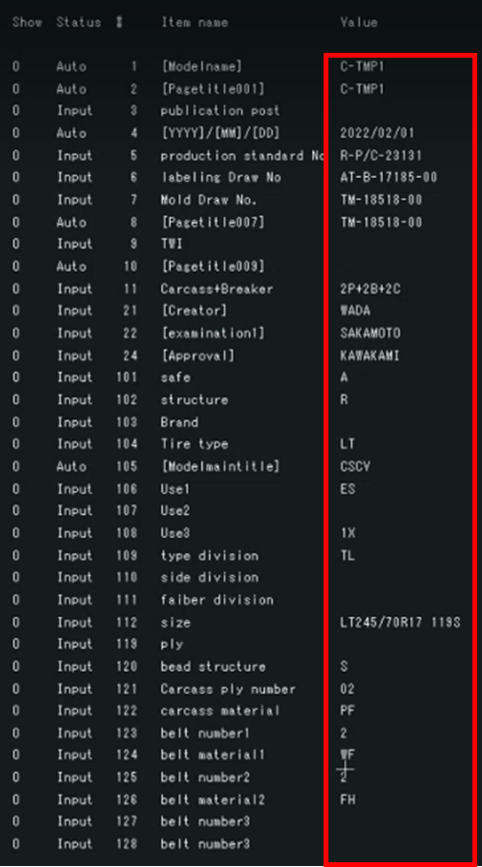 Show Status # Item name Value
0 Auto 1 [Modelname] C-TMP1
0 Auto 2 [Pagetitle001] C-TMP1
0 Input 3 publication post
0 Auto 4 [YYYY]/[MM]/[DD] 2022/02/01
0 Input 5 production standard No R-P/C-23131
0 Input 6 labeling Draw No AT-B-17185-00
0 Input 7 Mold Draw No. TM-18518-00
0 Auto 8 [Pagetitle007] TM-18518-00
0 Input 9 TWI
0 Auto 10 [Pagetitle009]
0 Input 11 Carcass+Breaker 2P+2B+2C
0 Input 21 [Creator] WADA
0 Input 22 [examination1] SAKAMOTO
0 Input 24 [Approval] KAWAKAMI
0 Input 101 safe A
0 Input 102 structure R
0 Input 103 Brand
0 Input 104 Tire type LT
0 Auto 105 [Modelmaintitle] CSCV
0 Input 106 Use1 ES
0 Input 107 Use2
0 Input 108 Use3 1X
0 Input 109 type division TL
0 Input 110 side division
0 Input 111 faiber division
0 Input 112 size LT245/70R17 119S
0 Input 119 ply
0 Input 120 bead structure S
0 Input 121 Carcass ply number 02
0 Input 122 carcass material PF
0 Input 123 belt number1 2
0 Input 124 belt material1 WF
0 Input 125 belt number2 2
0 Input 126 belt material2 FH
0 Input 127 belt number3
0 Input 128 belt number3